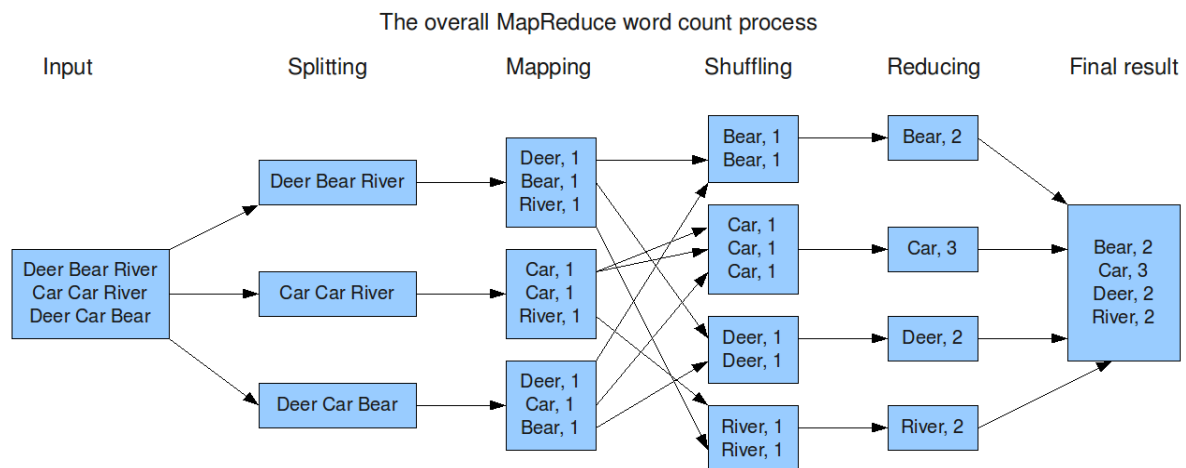 The overall MapReduce word count process
Input
Splitting
Mapping
Shuffling
Reducing
Final result
Deer Bear River
Car Car River
Deer Car Bear
Deer Bear River
Car Car River
Deer Car Bear
Deer, 1
Bear, 1
River, 1
Car, 1
Car, 1
River, 1
Deer, 1
Car, 1
Bear, 1
Bear, 1
Bear, 1
Car, 1
Car, 1
Car, 1
Deer, 1
Deer, 1
River, 1
River, 1
Bear, 2
Car, 3
Deer, 2
River, 2
Bear, 2
Car, 3
Deer, 2
River, 2